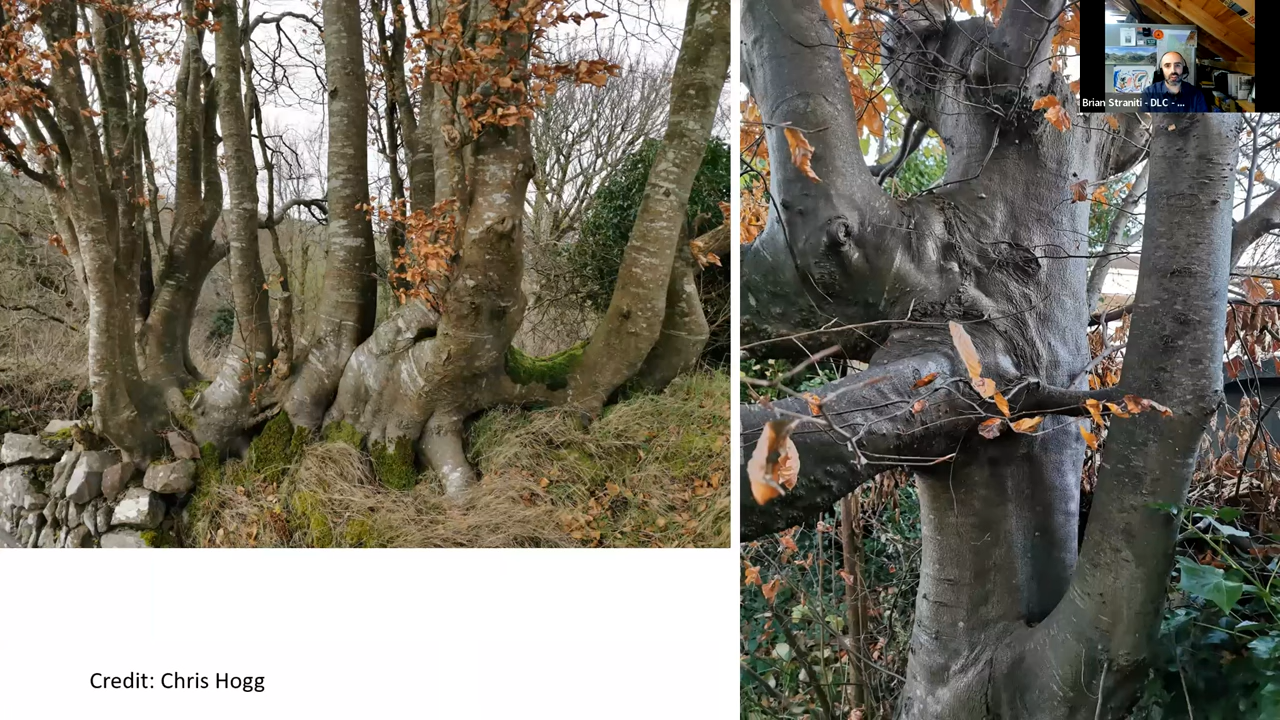 Brian Straniti - DLC - ...
Credit: Chris Hogg